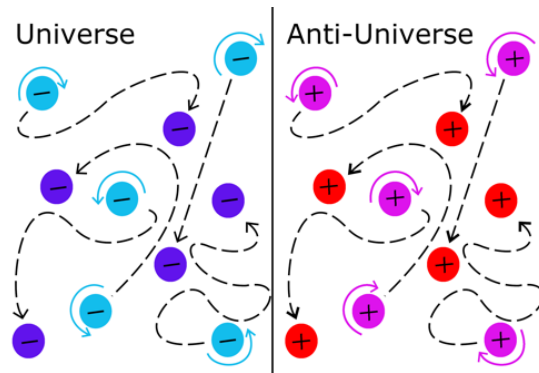 Universe
Anti-Universe
− + −
+ − +
− − + +
− +
− +
− + − +